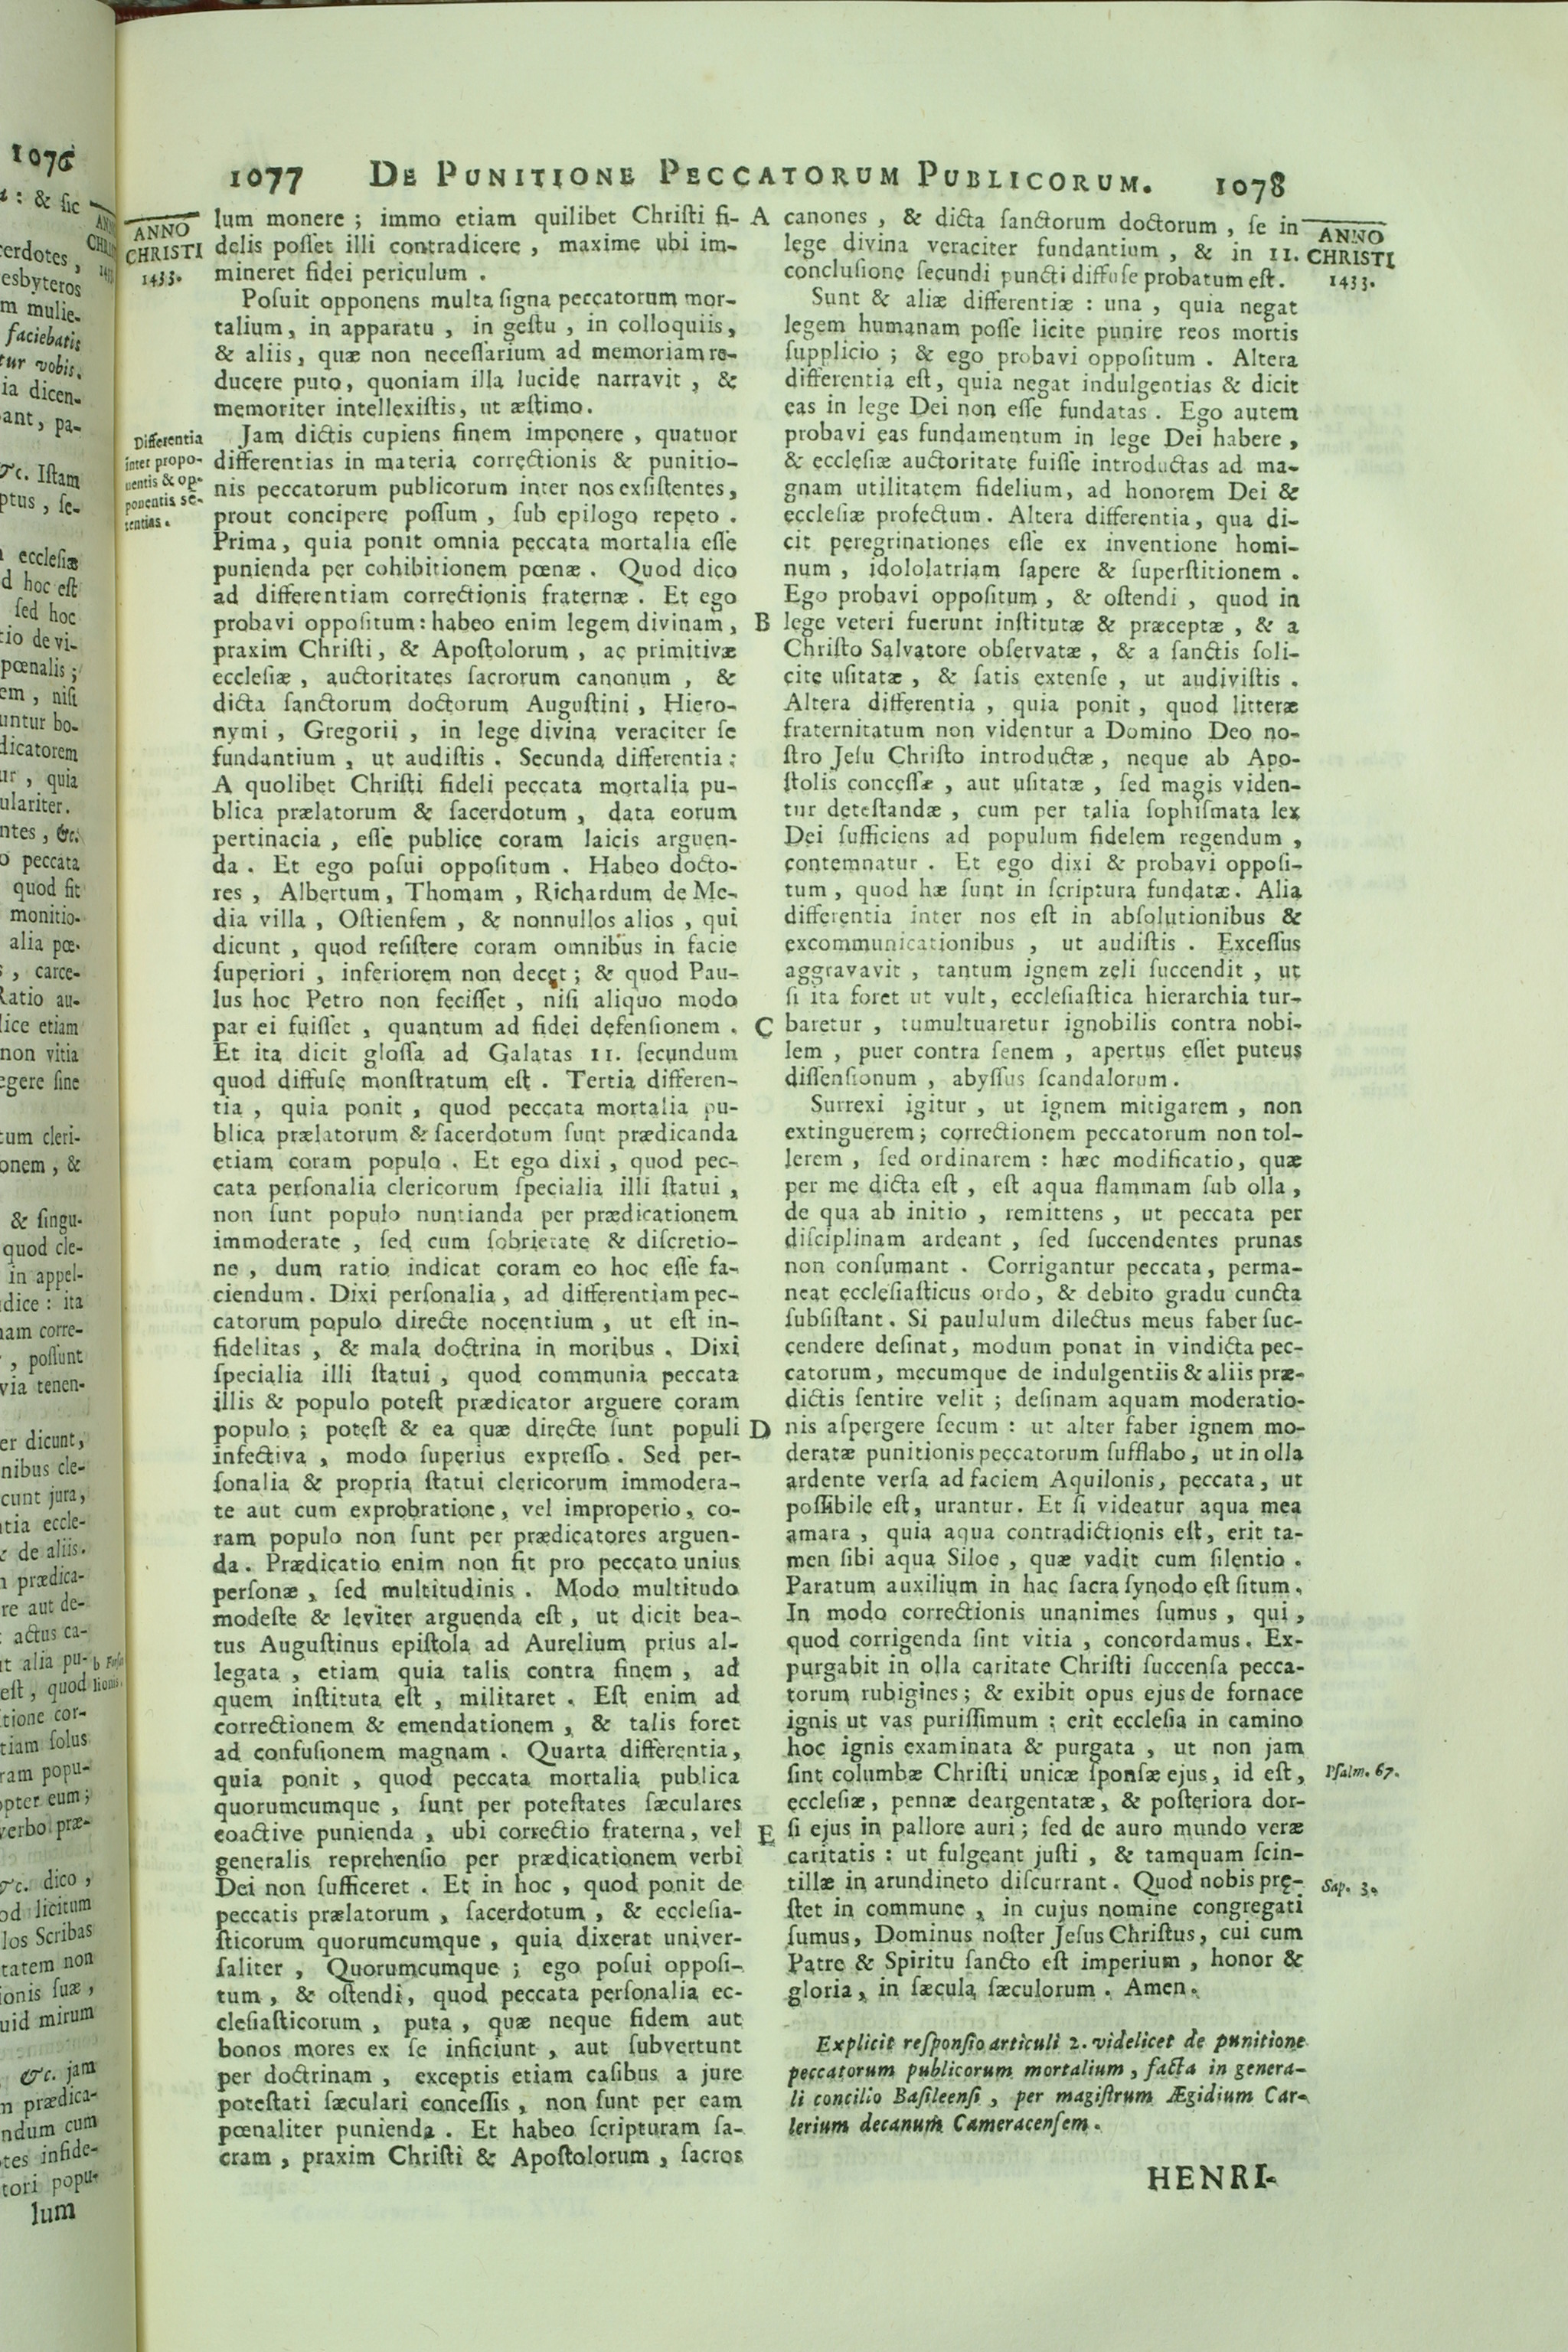 1077 DE PUNITIONE PECCATORUM PUBLICORUM. 1078
ANNO
CHRISTI
1433.
lum monere ; immo etiam quilibet Chriſti fi-
delis poſſet illi contradicere , maxime ubi im-
mineret fidei periculum .
Poſuit opponens multa ſigna peccatorum mor-
talium, in apparatu , in geſtu , in colloquiis,
& aliis, quæ non neceſſarium ad memoriam re-
ducere puto, quoniam illa lucide narravit , &
memoriter intellexiſtis, ut æſtimo.
Differentia
inter propo-
nentis & op-
ponentis se-
tentias.
Jam dictis cupiens finem imponere , quatuor
differentias in materia correctionis & punitio-
nis peccatorum publicorum inter nos exſiſtentes,
prout concipere poſſum , ſub epilogo repeto .
Prima, quia ponit omnia peccata mortalia eſſe
punienda per cohibitionem pœnæ . Quod dico
ad differentiam correctionis fraternæ . Et ego
probavi oppoſitum: habeo enim legem divinam,
praxim Chriſti, & Apoſtolorum , ac primitivæ
eccleſiæ , auctoritates ſacrorum canonum , &
dicta ſanctorum doctorum Auguſtini , Hiero-
nymi , Gregorii , in lege divina veraciter ſe
fundantium , ut audiſtis . Secunda differentia :
A quolibet Chriſti fideli peccata mortalia pu-
blica prælatorum & ſacerdotum , data eorum
pertinacia , eſſe publice coram laicis arguen-
da . Et ego poſui oppoſitum . Habeo docto-
res , Albertum, Thomam , Richardum de Me-
dia villa , Oſtienſem , & nonnullos alios , qui
dicunt , quod reſiſtere coram omnibus in facie
ſuperiori , inferiorem non decet ; & quod Pau-
lus hoc Petro non feciſſet , niſi aliquo modo
par ei fuiſſet , quantum ad fidei defenſionem .
Et ita dicit gloſſa ad Galatas 11. ſecundum
quod diffuſe monſtratum eſt . Tertia differen-
tia , quia ponit , quod peccata mortalia pu-
blica prælatorum & ſacerdotum ſunt prædicanda
etiam coram populo . Et ego dixi , quod pec-
cata perſonalia clericorum ſpecialia illi ſtatui ,
non ſunt populo nuntianda per prædicationem
immoderate , ſed cum ſobrietate & diſcretio-
ne , dum ratio indicat coram eo hoc eſſe fa-
ciendum . Dixi perſonalia , ad differentiam pec-
catorum populo directe nocentium , ut eſt in-
fidelitas , & mala doctrina in moribus . Dixi
ſpecialia illi ſtatui , quod communia peccata
illis & populo poteſt prædicator arguere coram
populo ; poteſt & ea quæ directe ſunt populi
infectiva , modo ſuperius expreſſo . Sed per-
ſonalia & propria ſtatui clericorum immodera-
te aut cum exprobratione, vel improperio, co-
ram populo non ſunt per prædicatores arguen-
da . Prædicatio enim non fit pro peccato unius
perſonæ , ſed multitudinis . Modo multitudo
modeſte & leviter arguenda eſt , ut dicit bea-
tus Auguſtinus epiſtola ad Aurelium prius al-
legata , etiam quia talis contra finem , ad
quem inſtituta eſt , militaret . Eſt enim ad
correctionem & emendationem , & talis foret
ad confuſionem magnam . Quarta differentia,
quia ponit , quod peccata mortalia publica
quorumcumque , ſunt per poteſtates ſæculares
coactive punienda , ubi correctio fraterna, vel
generalis reprehenſio per prædicationem verbi
Dei non ſufficeret . Et in hoc , quod ponit de
peccatis prælatorum , ſacerdotum , & eccleſia-
ſticorum quorumcumque , quia dixerat univer-
ſaliter , Quorumcumque ; ego poſui oppoſi-
tum , & oſtendi, quod peccata perſonalia ec-
cleſiaſticorum , puta , quæ neque fidem aut
bonos mores ex ſe inficiunt , aut ſubvertunt
per doctrinam , exceptis etiam caſibus a jure
poteſtati ſæculari conceſſis , non ſunt per eam
pœnaliter punienda . Et habeo ſcripturam ſa-
cram , praxim Chriſti & Apoſtolorum , ſacros
A
B
C
D
E
canones , & dicta ſanctorum doctorum , ſe in
lege divina veraciter fundantium , & in 11.
concluſione ſecundi puncti diffuſe probatum eſt .
ANNO
CHRISTI
1433.
Sunt & aliæ differentiæ : una , quia negat
legem humanam poſſe licite punire reos mortis
ſupplicio ; & ego probavi oppoſitum . Altera
differentia eſt, quia negat indulgentias & dicit
eas in lege Dei non eſſe fundatas . Ego autem
probavi eas fundamentum in lege Dei habere ,
& eccleſiæ auctoritate fuiſſe introductas ad ma-
gnam utilitatem fidelium, ad honorem Dei &
eccleſiæ profectum . Altera differentia, qua di-
cit peregrinationes eſſe ex inventione homi-
num , idololatriam ſapere & ſuperſtitionem .
Ego probavi oppoſitum , & oſtendi , quod in
lege veteri fuerunt inſtitutæ & præceptæ , & a
Chriſto Salvatore obſervatæ , & a ſanctis ſoli-
cite uſitatæ , & ſatis extenſe , ut audiviſtis .
Altera differentia , quia ponit , quod litteræ
fraternitatum non videntur a Domino Deo no-
ſtro Jeſu Chriſto introductæ , neque ab Apo-
ſtolis conceſſæ , aut uſitatæ , ſed magis viden-
tur deteſtandæ , cum per talia ſophiſmata lex
Dei ſufficiens ad populum fidelem regendum ,
contemnatur . Et ego dixi & probavi oppoſi-
tum , quod hæ ſunt in ſcriptura fundatæ. Alia
differentia inter nos eſt in abſolutionibus &
excommunicationibus , ut audiſtis . Exceſſus
aggravavit , tantum ignem zeli ſuccendit , ut
ſi ita foret ut vult, eccleſiaſtica hierarchia tur-
baretur , tumultuaretur ignobilis contra nobi-
lem , puer contra ſenem , apertus eſſet puteus
diſſenſionum , abyſſus ſcandalorum .
Surrexi igitur , ut ignem mitigarem , non
extinguerem ; correctionem peccatorum non tol-
lerem , ſed ordinarem : hæc modificatio, quæ
per me dicta eſt , eſt aqua flammam ſub olla ,
de qua ab initio , remittens , ut peccata per
diſciplinam ardeant , ſed ſuccendentes prunas
non conſumant . Corrigantur peccata , perma-
neat eccleſiaſticus ordo , & debito gradu cuncta
ſubſiſtant. Si paululum dilectus meus faber ſuc-
cendere deſinat, modum ponat in vindicta pec-
catorum, mecumque de indulgentiis & aliis præ-
dictis ſentire velit ; deſinam aquam moderatio-
nis aſpergere ſecum : ut alter faber ignem mo-
deratæ punitionis peccatorum ſufflabo, ut in olla
ardente verſa ad faciem Aquilonis, peccata, ut
poſſibile eſt, urantur. Et ſi videatur aqua mea
amara , quia aqua contradictionis eſt, erit ta-
men ſibi aqua Siloe , quæ vadit cum ſilentio .
Paratum auxilium in hac ſacra ſynodo eſt ſitum.
In modo correctionis unanimes ſumus , qui ,
quod corrigenda ſint vitia , concordamus. Ex-
purgabit in olla caritate Chriſti ſuccenſa pecca-
torum rubigines ; & exibit opus ejus de fornace
ignis ut vas puriſſimum : erit eccleſia in camino
hoc ignis examinata & purgata , ut non jam
ſint columbæ Chriſti unicæ ſponſæ ejus, id eſt,
eccleſiæ, pennæ deargentatæ, & poſteriora dor-
ſi ejus in pallore auri ; ſed de auro mundo veræ
caritatis : ut fulgeant juſti , & tamquam ſcin-
tillæ in arundineto diſcurrant. Quod nobis pręs-
ſtet in commune , in cujus nomine congregati
ſumus, Dominus noſter Jeſus Chriſtus, cui cum
Patre & Spiritu ſancto eſt imperium , honor &
gloria, in ſæcula ſæculorum . Amen.
Pſalm. 67.
Sap. 3.
Explicit reſponſio articuli 2. videlicet de punitione
peccatorum publicorum mortalium , facta in genera-
li concilio Baſileenſi , per magiſtrum Ægidium Car-
lerium decanum Cameracenſem .
HENRI-